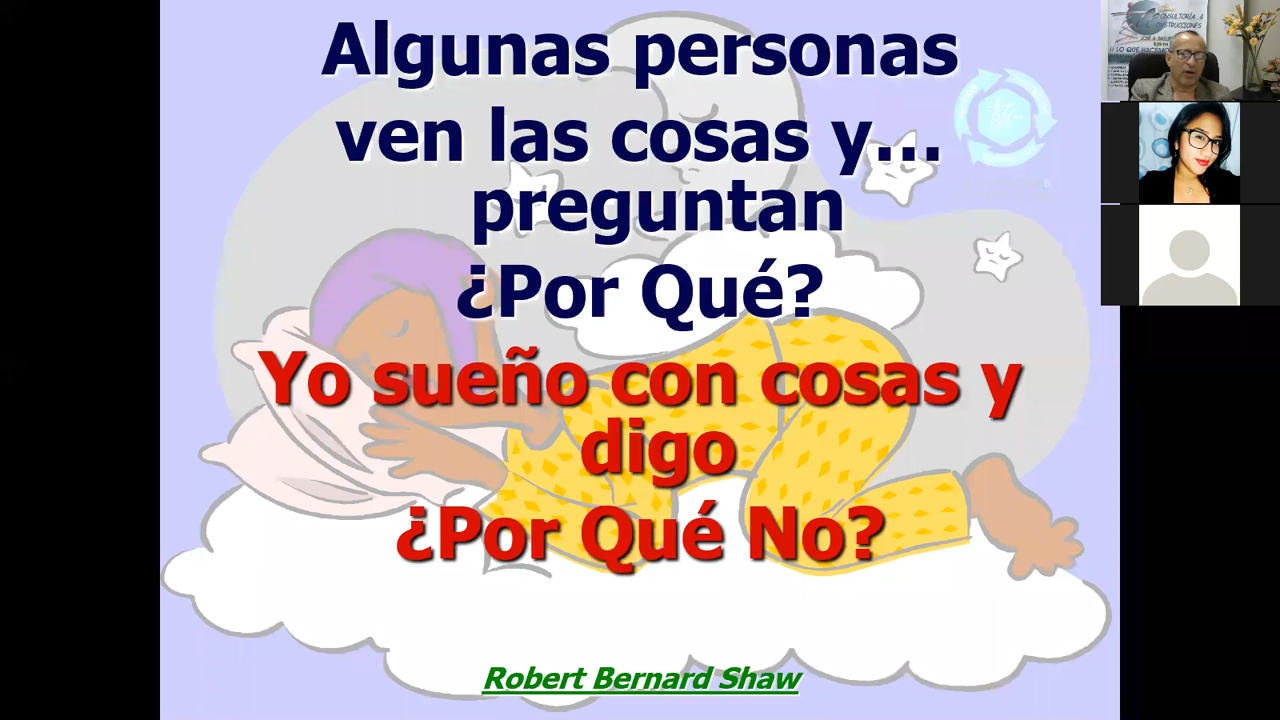 Algunas personas
ven las cosas y...
preguntan
¿Por Qué?
Yo sueño con cosas y
digo
¿Por Qué No?
Robert Bernard Shaw